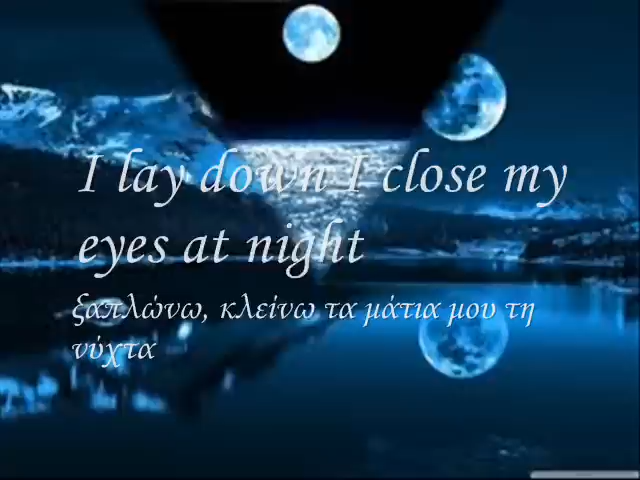 I lay down I close my
eyes at night
ξαπλώνω, κλείνω τα μάτια μου τη
νύχτα